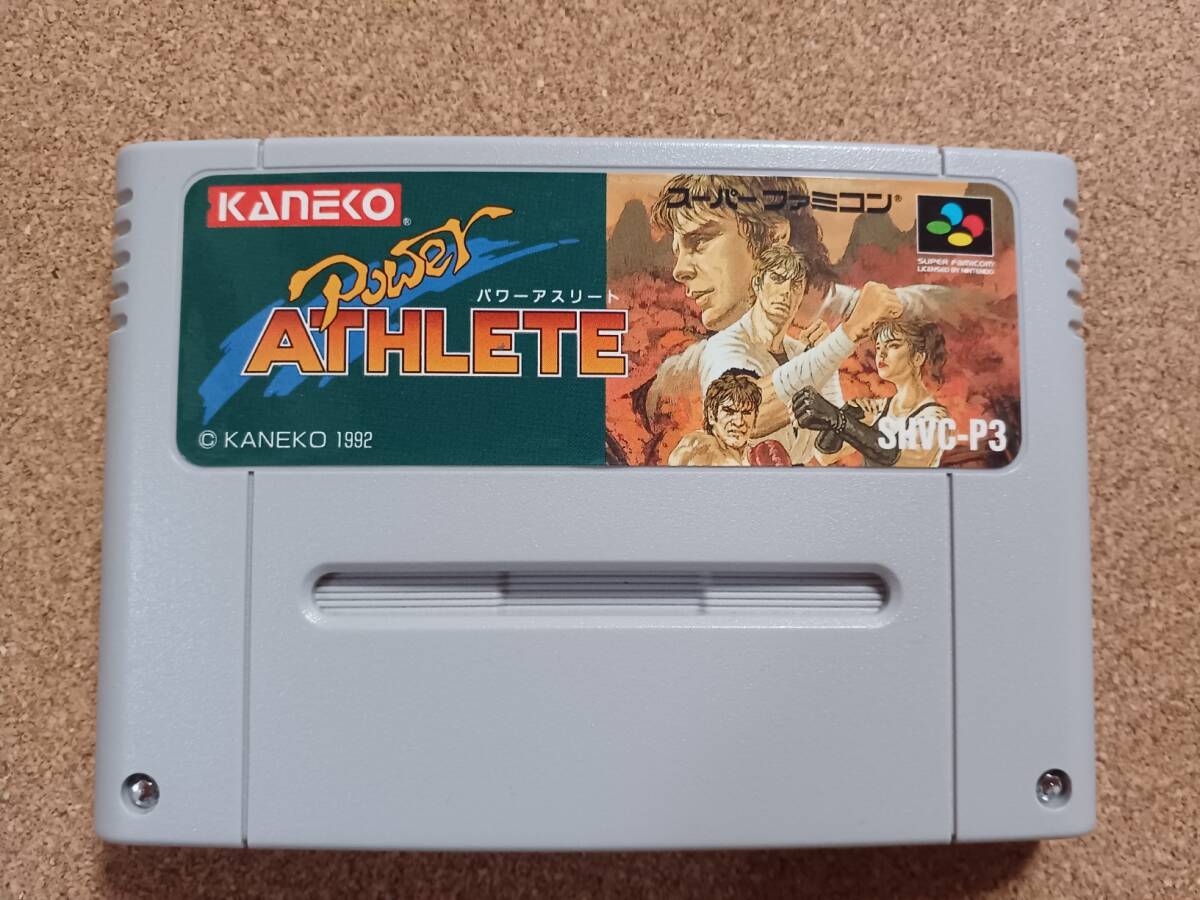 KANEKO®
スーパーファミコン®
SUPER FAMICOM
LICENSED BY NINTENDO
Power
パワーアスリート
ATHLETE
© KANEKO 1992
SHVC-P3